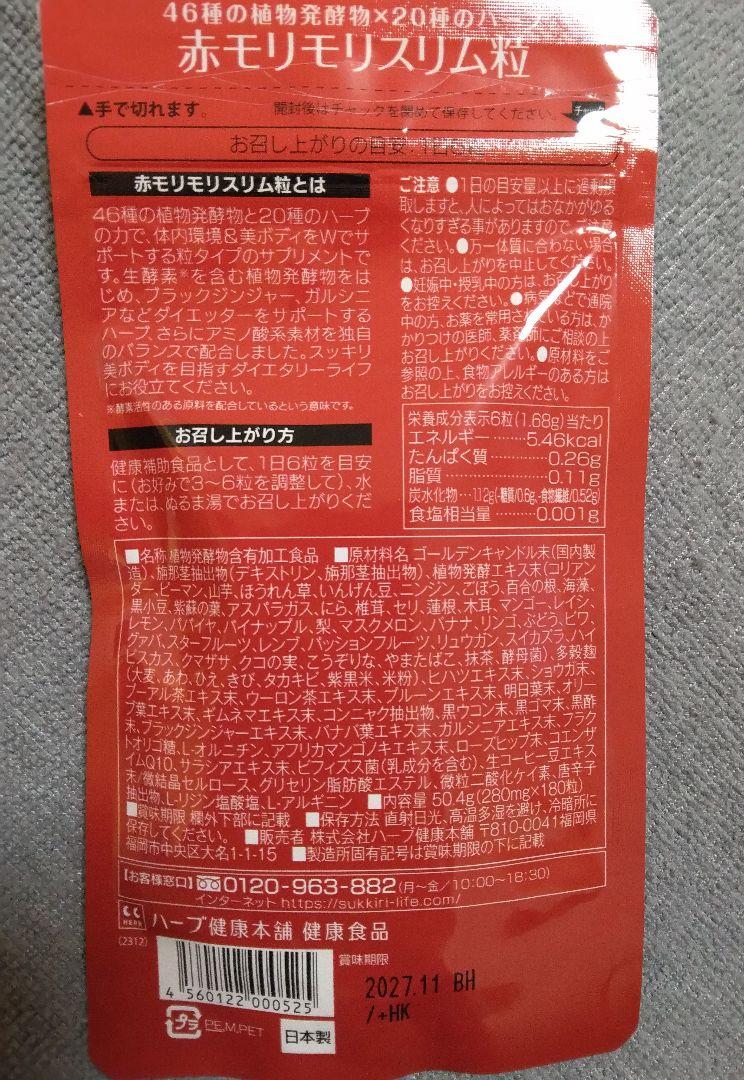 46種の植物発酵物×20種のハーブ
赤モリモリスリム粒
▲手で切れます。
開封後はチャックを閉めて保存してください。
チャック
お召し上がりの目安:1日
赤モリモリスリム粒とは
46種の植物発酵物と20種のハーブ
の力で、体内環境&美ボディをWでサ
ポートする粒タイプのサプリメントで
す。生酵素※を含む植物発酵物をは
じめ、ブラックジンジャー、ガルシニ
アなどダイエッターをサポートする
ハーブ、さらにアミノ酸系素材を独自
のバランスで配合しました。スッキリ
美ボディを目指すダイエタリーライフ
にお役立てください。
※酵素活性のある原料を配合しているという意味です。
お召し上がり方
健康補助食品として、1日6粒を目安
に(お好みで3〜6粒を調整して)、水
または、ぬるま湯でお召し上がりくだ
さい。
ご注意 ●1日の目安量以上に過剰摂
取しますと、人によってはおなかがゆる
くなりすぎる事がありますので、ご注意
ください。●万一体質に合わない場合
は、お召し上がりを中止してください。
●妊娠中・授乳中の方は、お召し上がり
をお控えください。●病気などで通院
中の方、お薬を常用されている方は、か
かりつけの医師、薬剤師にご相談の上
お召し上がりください。●原材料をご
参照の上、食物アレルギーのある方は
お召し上がりをお控えください。
栄養成分表示6粒(1.68g)当たり
エネルギー………5.46kcal
たんぱく質…………0.26g
脂質…………………0.11g
炭水化物…1.12g(-糖質/0.6g、-食物繊維/0.52g)
食塩相当量………0.001g
■名称 植物発酵物含有加工食品 ■原材料名 ゴールデンキャンドル末(国内製
造)、施那茎抽出物(デキストリン、施那茎抽出物)、植物発酵エキス末(コリアン
ダー、ピーマン、山芋、ほうれん草、いんげん豆、ニンジン、ごぼう、百合の根、海藻、
黒小豆、紫蘇の葉、アスパラガス、にら、椎茸、セリ、蓮根、木耳、マンゴー、レイシ、
レモン、パパイヤ、パイナップル、梨、マスクメロン、バナナ、リンゴ、ぶどう、ビワ、
グァバ、スターフルーツ、レンブ、パッションフルーツ、リュウガン、スイカズラ、ハイ
ビスカス、クマザサ、クコの実、こうぞりな、やまたばこ、抹茶、酵母菌)、多穀麹
(大麦、あわ、ひえ、きび、タカキビ、紫黒米、米粉)、ヒハツエキス末、ショウガ末、
プーアル茶エキス末、ウーロン茶エキス末、プルーンエキス末、明日葉末、オリー
ブ葉エキス末、ギムネマエキス末、コンニャク抽出物、黒ウコン末、黒ゴマ末、黒酢
末、ブラックジンジャーエキス末、バナバ葉エキス末、ガルシニアエキス末、フラク
トオリゴ糖、L-オルニチン、アフリカマンゴノキエキス末、ローズヒップ末、コエンザ
イムQ10、サラシアエキス末、ビフィズス菌(乳成分を含む)、生コーヒー豆エキス
末/微結晶セルロース、グリセリン脂肪酸エステル、微粒二酸化ケイ素、唐辛子
抽出物、L-リジン塩酸塩、L-アルギニン ■内容量 50.4g(280mg×180粒)
■賞味期限 欄外下部に記載 ■保存方法 直射日光、高温多湿を避け、冷暗所に
保存してください。 ■販売者 株式会社ハーブ健康本舗 〒810-0041福岡県
福岡市中央区大名1-1-15 ■製造所固有記号は賞味期限の下に記載
【お客様窓口】0120-963-882(月〜金/10:00〜18:30)
インターネット https://sukkiri-life.com/
HERB
ハーブ健康本舗 健康食品
(2312)
4 560122 000525
賞味期限
2027.11 BH
/+HK
プラ
PE,M,PET
日本製